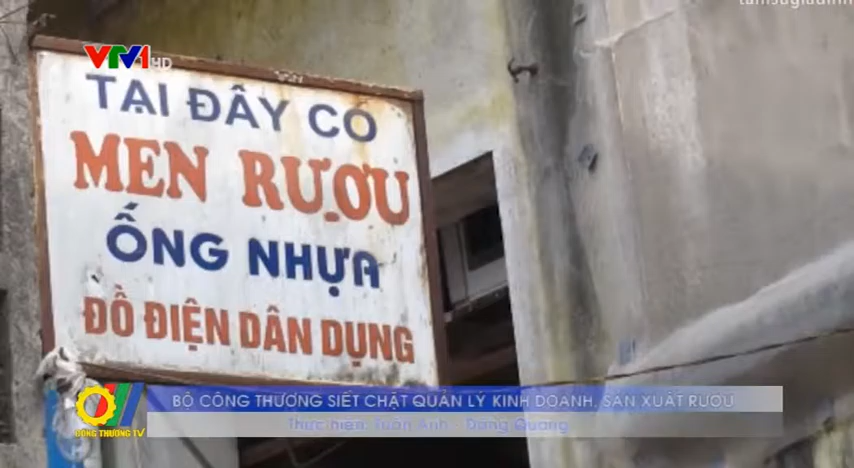 VTV1 HD
TẠI ĐÂY CÓ
MEN RƯỢU
ỐNG NHỰA
ĐỒ ĐIỆN DÂN DỤNG
BỘ CÔNG THƯƠNG SIẾT CHẶT QUẢN LÝ KINH DOANH, SẢN XUẤT RƯỢU
Thực hiện: Tuấn Anh - Đăng Quang
CÔNG THƯƠNG TV